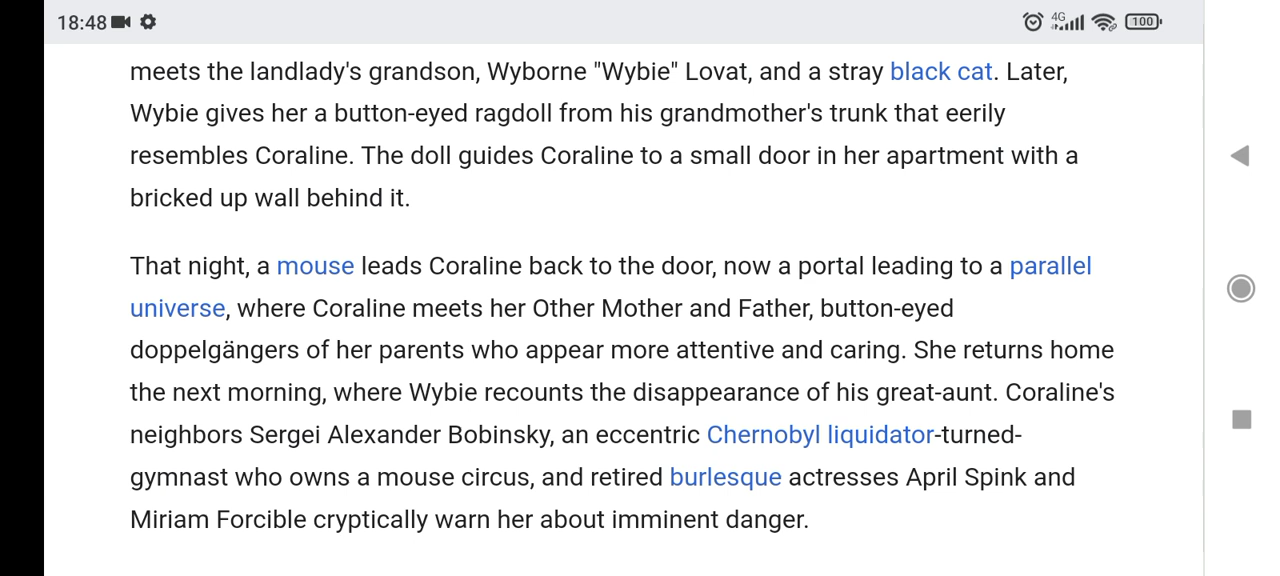 18:48
4G
100
meets the landlady's grandson, Wyborne "Wybie" Lovat, and a stray black cat. Later,
Wybie gives her a button-eyed ragdoll from his grandmother's trunk that eerily
resembles Coraline. The doll guides Coraline to a small door in her apartment with a
bricked up wall behind it.
That night, a mouse leads Coraline back to the door, now a portal leading to a parallel
universe, where Coraline meets her Other Mother and Father, button-eyed
doppelgängers of her parents who appear more attentive and caring. She returns home
the next morning, where Wybie recounts the disappearance of his great-aunt. Coraline's
neighbors Sergei Alexander Bobinsky, an eccentric Chernobyl liquidator-turned-
gymnast who owns a mouse circus, and retired burlesque actresses April Spink and
Miriam Forcible cryptically warn her about imminent danger.